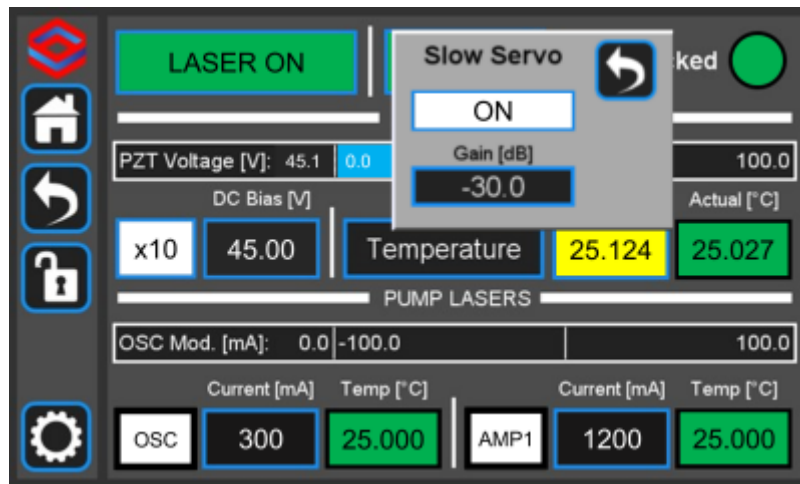 LASER ON
Slow Servo
ked
ON
PZT Voltage [V]: 45.1 0.0 100.0
Gain [dB]
-30.0
DC Bias [V] Actual [°C]
x10 45.00 Temperature 25.124 25.027
PUMP LASERS
OSC Mod. [mA]: 0.0 -100.0 100.0
Current [mA] Temp [°C] Current [mA] Temp [°C]
OSC 300 25.000 AMP1 1200 25.000